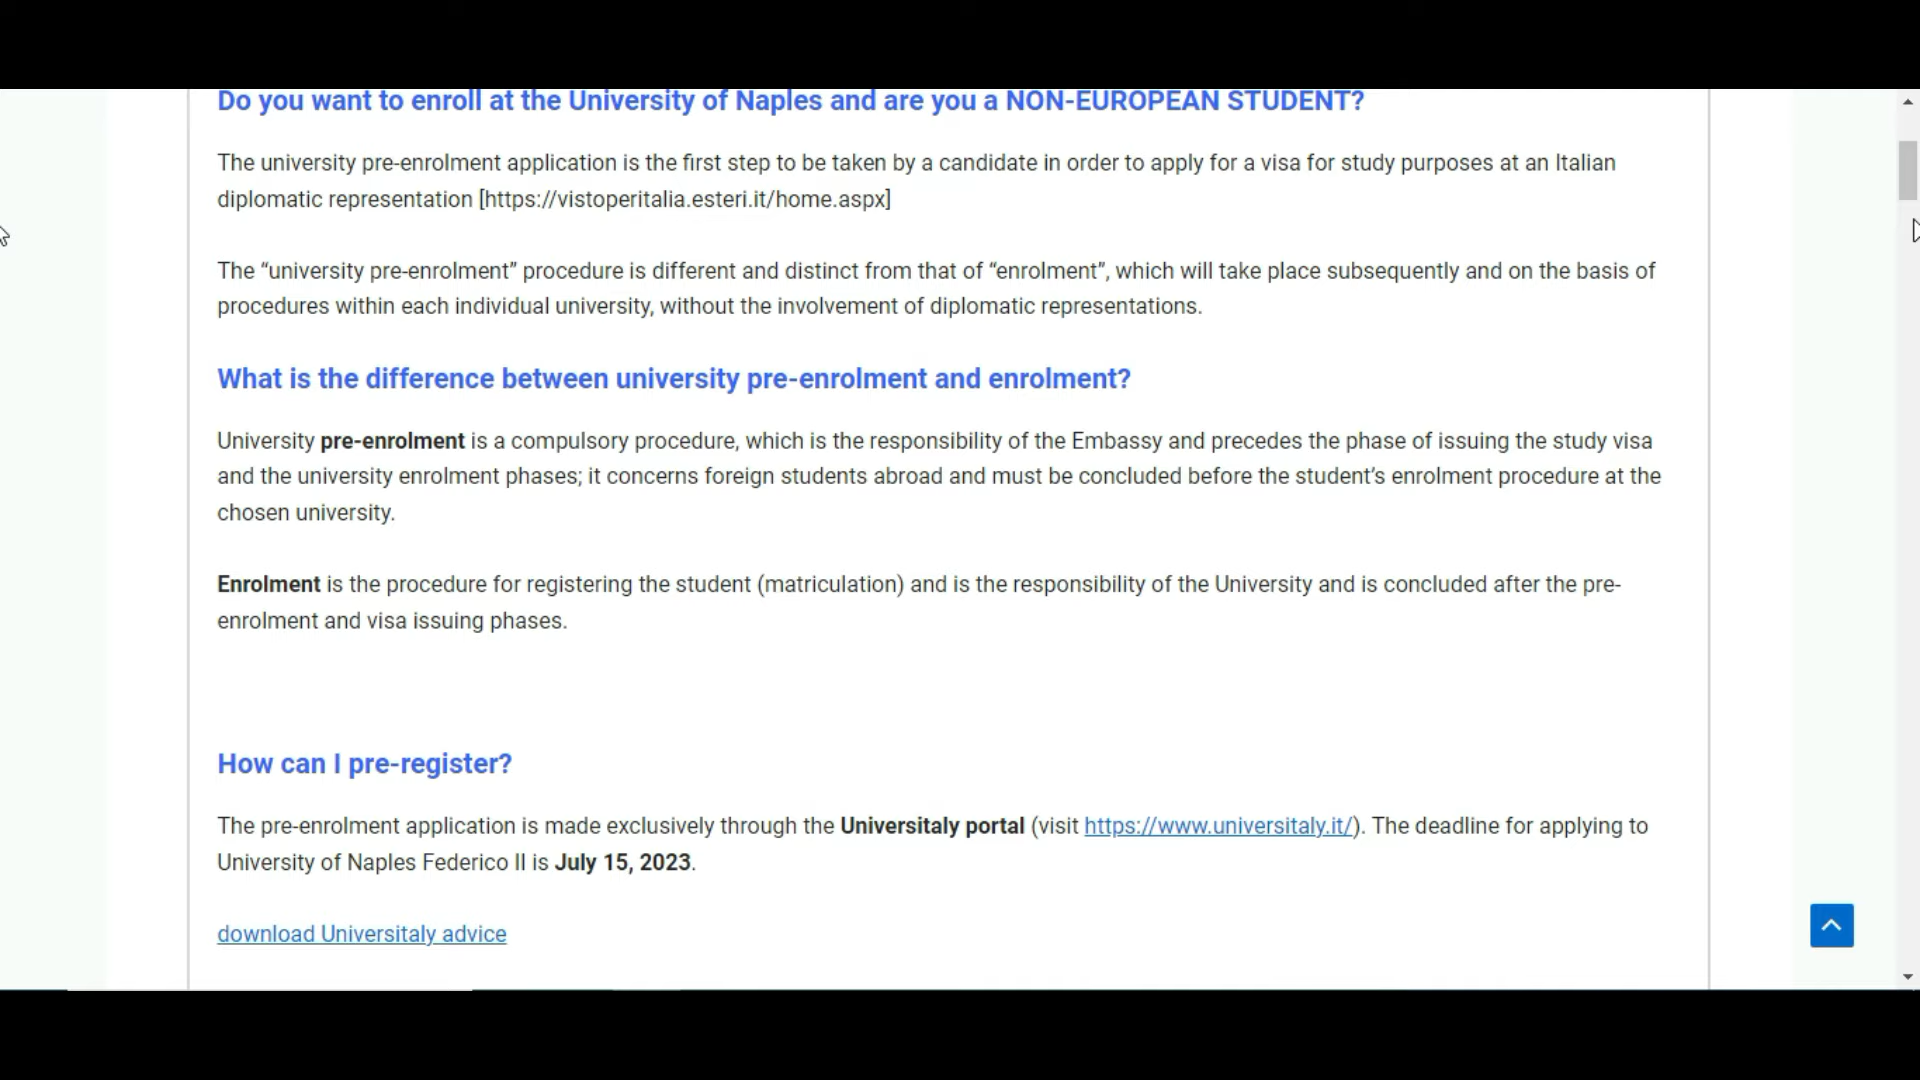 Do you want to enroll at the University of Naples and are you a NON-EUROPEAN STUDENT?
The university pre-enrolment application is the first step to be taken by a candidate in order to apply for a visa for study purposes at an Italian
diplomatic representation [https://vistoperitalia.esteri.it/home.aspx]
The “university pre-enrolment” procedure is different and distinct from that of “enrolment”, which will take place subsequently and on the basis of
procedures within each individual university, without the involvement of diplomatic representations.
What is the difference between university pre-enrolment and enrolment?
University pre-enrolment is a compulsory procedure, which is the responsibility of the Embassy and precedes the phase of issuing the study visa
and the university enrolment phases; it concerns foreign students abroad and must be concluded before the student’s enrolment procedure at the
chosen university.
Enrolment is the procedure for registering the student (matriculation) and is the responsibility of the University and is concluded after the pre-
enrolment and visa issuing phases.
How can I pre-register?
The pre-enrolment application is made exclusively through the Universitaly portal (visit https://www.universitaly.it/). The deadline for applying to
University of Naples Federico II is July 15, 2023.
download Universitaly advice